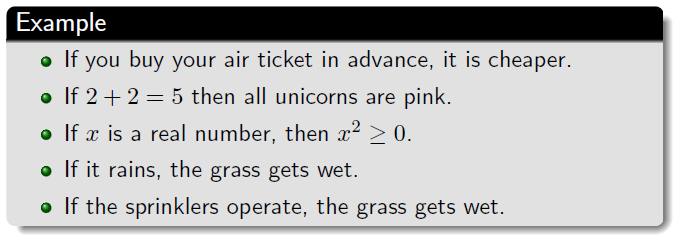 Example
If you buy your air ticket in advance, it is cheaper.
If 2 + 2 = 5 then all unicorns are pink.
If x is a real number, then x² ≥ 0.
If it rains, the grass gets wet.
If the sprinklers operate, the grass gets wet.